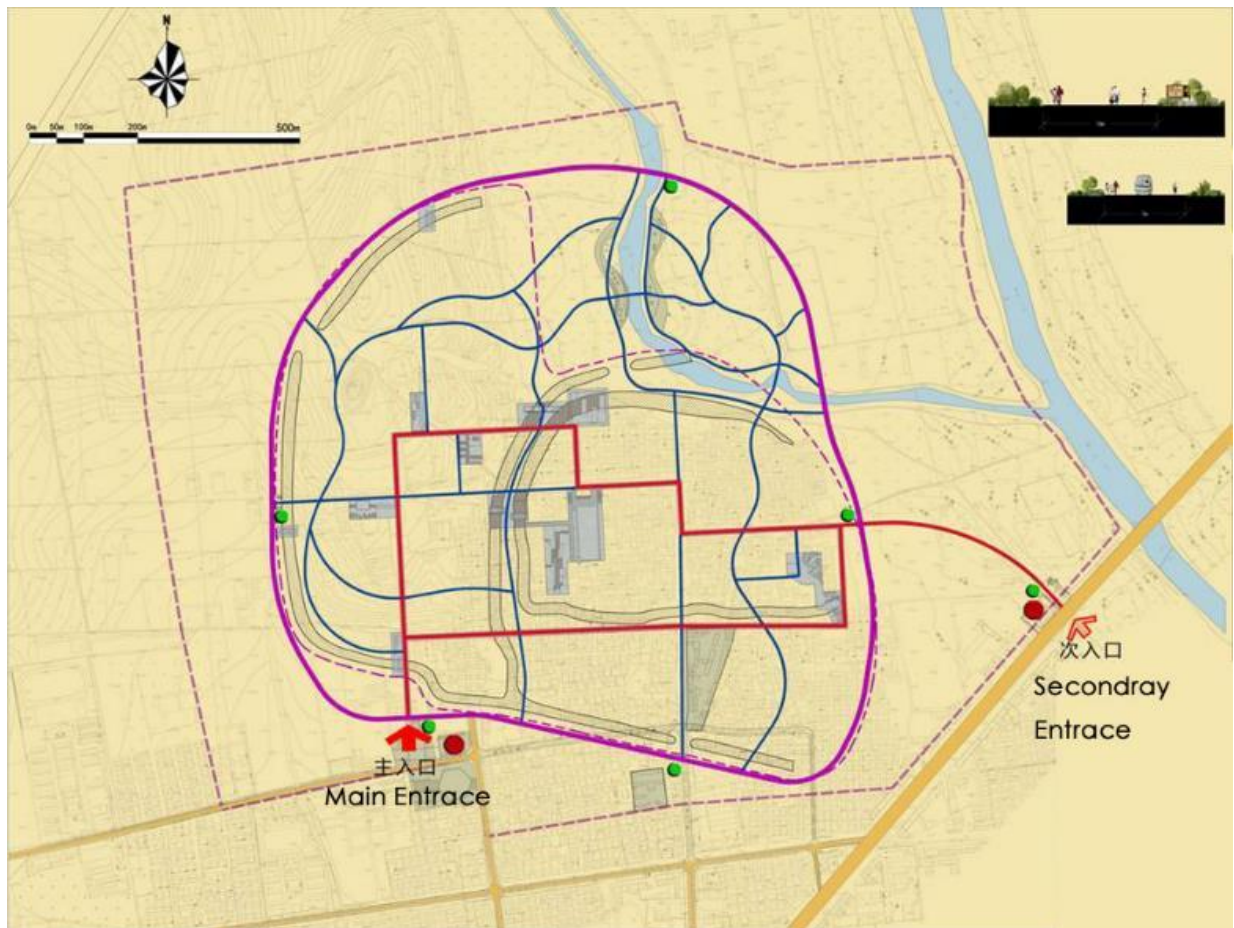 N
0m 50m 100m 200m 500m
次入口
Secondray
Entrace
主入口
Main Entrace